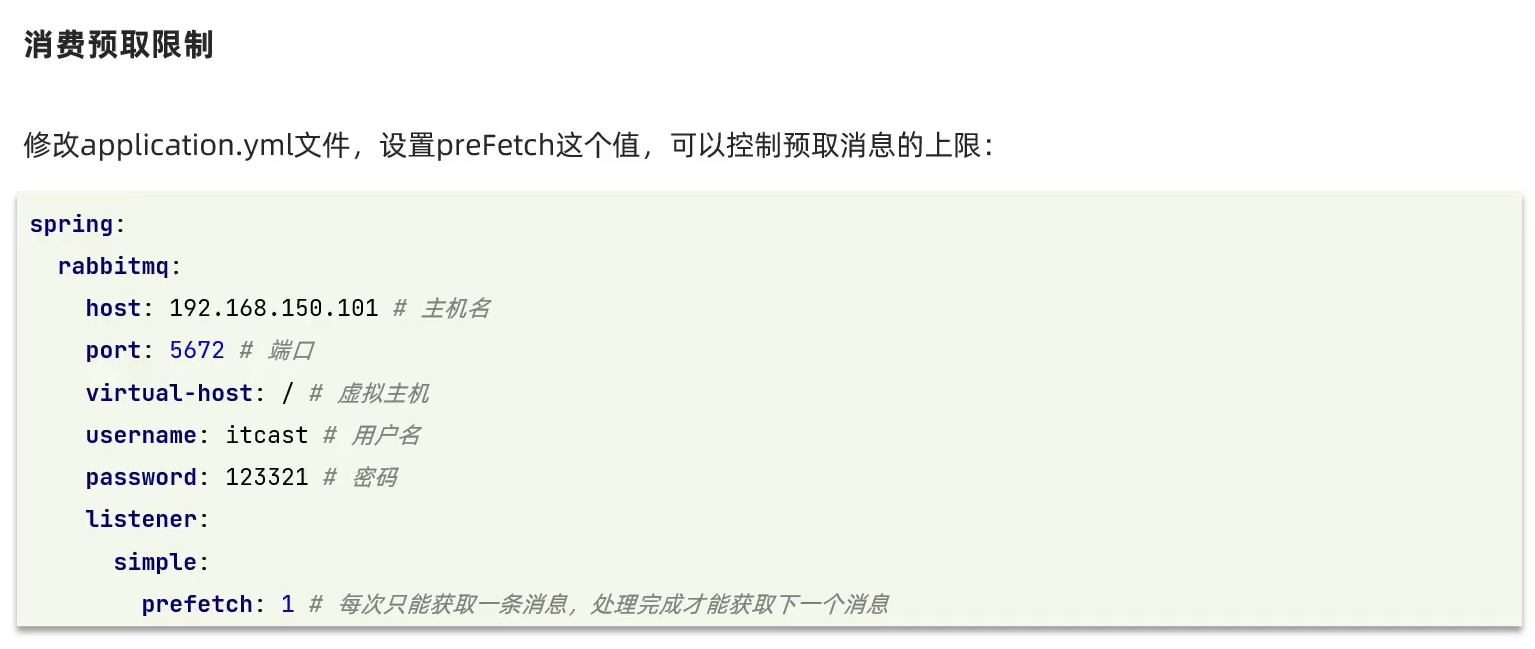 消费预取限制
修改application.yml文件，设置preFetch这个值，可以控制预取消息的上限：
spring:
  rabbitmq:
    host: 192.168.150.101 # 主机名
    port: 5672 # 端口
    virtual-host: / # 虚拟主机
    username: itcast # 用户名
    password: 123321 # 密码
    listener:
      simple:
        prefetch: 1 # 每次只能获取一条消息，处理完成才能获取下一个消息